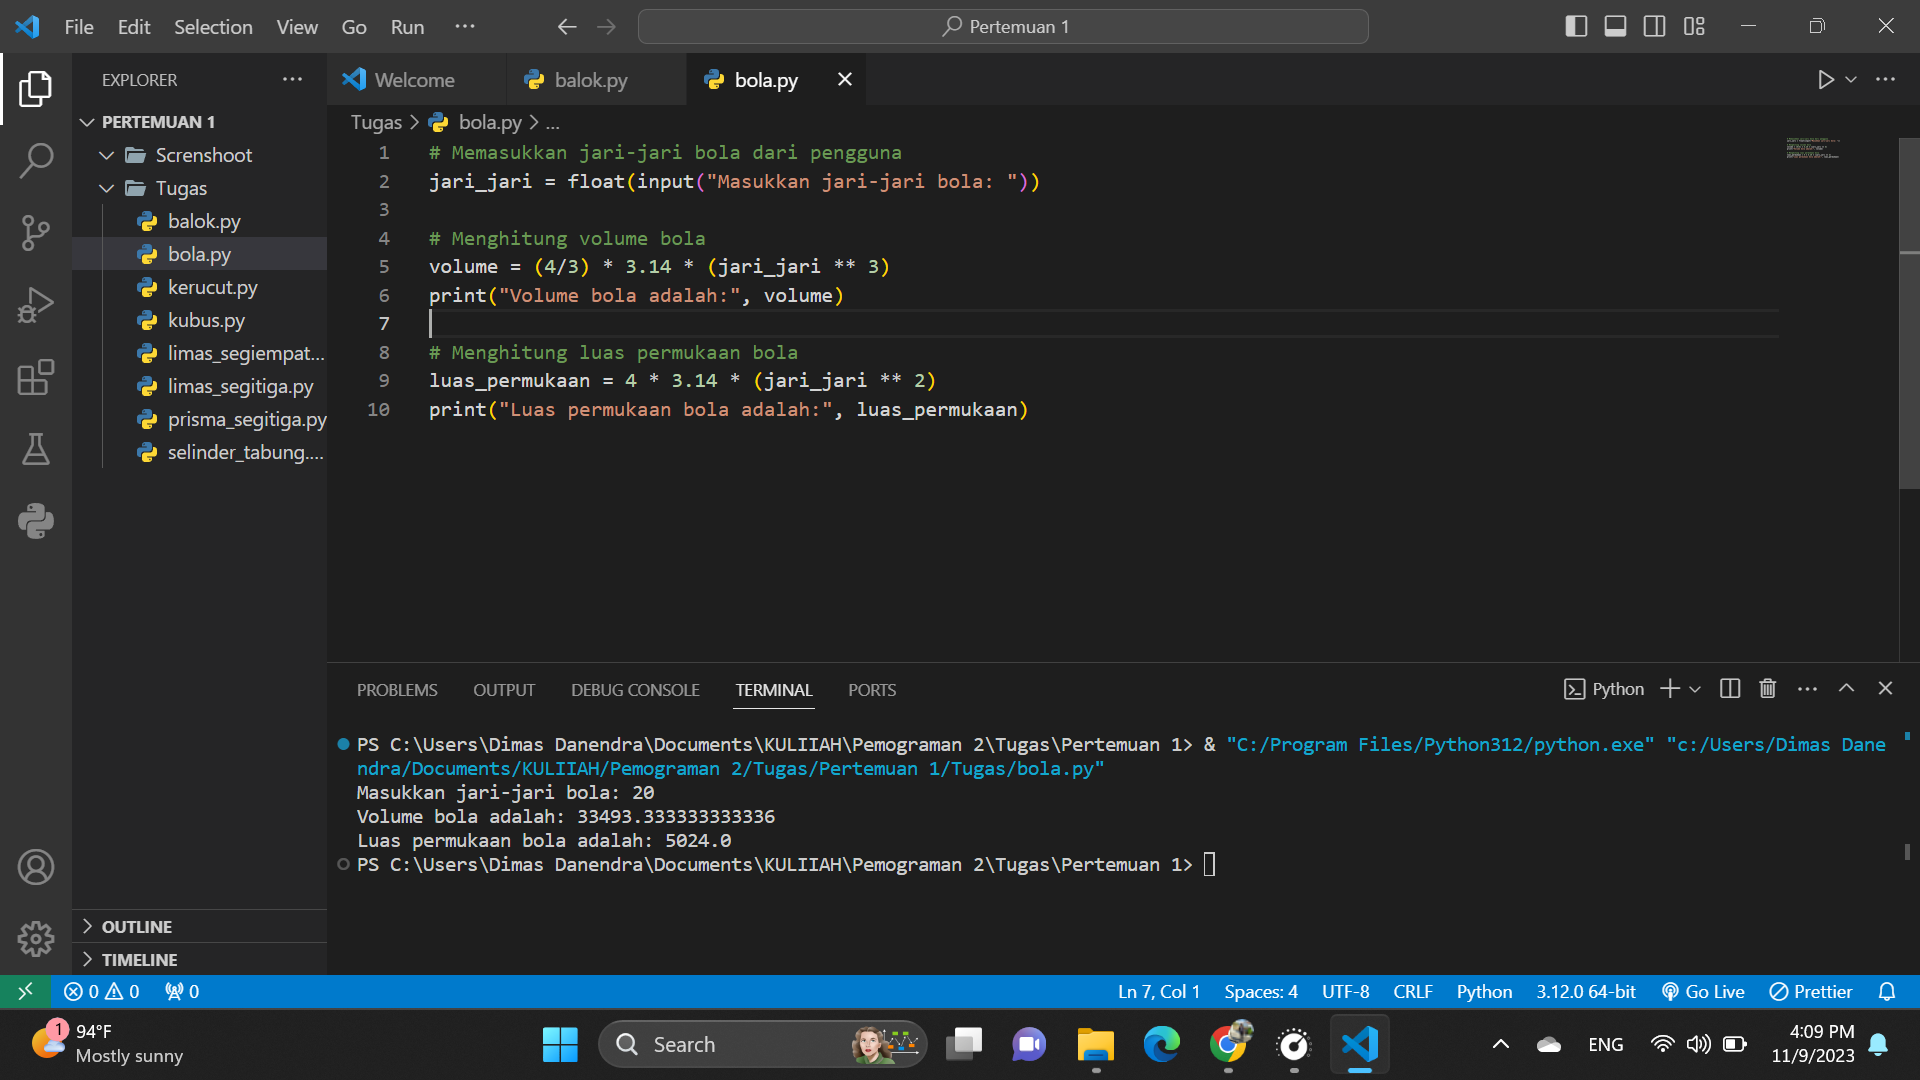 File Edit Selection View Go Run ··· Pertemuan 1
EXPLORER ···
Welcome balok.py bola.py
PERTEMUAN 1
Screnshoot
Tugas
balok.py
bola.py
kerucut.py
kubus.py
limas_segiempat...
limas_segitiga.py
prisma_segitiga.py
selinder_tabung....
OUTLINE
TIMELINE
Tugas > bola.py > ...
1 # Memasukkan jari-jari bola dari pengguna
2 jari_jari = float(input("Masukkan jari-jari bola: "))
3
4 # Menghitung volume bola
5 volume = (4/3) * 3.14 * (jari_jari ** 3)
6 print("Volume bola adalah:", volume)
7
8 # Menghitung luas permukaan bola
9 luas_permukaan = 4 * 3.14 * (jari_jari ** 2)
10 print("Luas permukaan bola adalah:", luas_permukaan)
PROBLEMS OUTPUT DEBUG CONSOLE TERMINAL PORTS Python
PS C:\Users\Dimas Danendra\Documents\KULIIAH\Pemograman 2\Tugas\Pertemuan 1> & "C:/Program Files/Python312/python.exe" "c:/Users/Dimas Dane
ndra/Documents/KULIIAH/Pemograman 2/Tugas/Pertemuan 1/Tugas/bola.py"
Masukkan jari-jari bola: 20
Volume bola adalah: 33493.333333333336
Luas permukaan bola adalah: 5024.0
PS C:\Users\Dimas Danendra\Documents\KULIIAH\Pemograman 2\Tugas\Pertemuan 1>
0 0 0 Ln 7, Col 1 Spaces: 4 UTF-8 CRLF Python 3.12.0 64-bit Go Live Prettier
1 94°F
Mostly sunny
Search
ENG
4:09 PM
11/9/2023